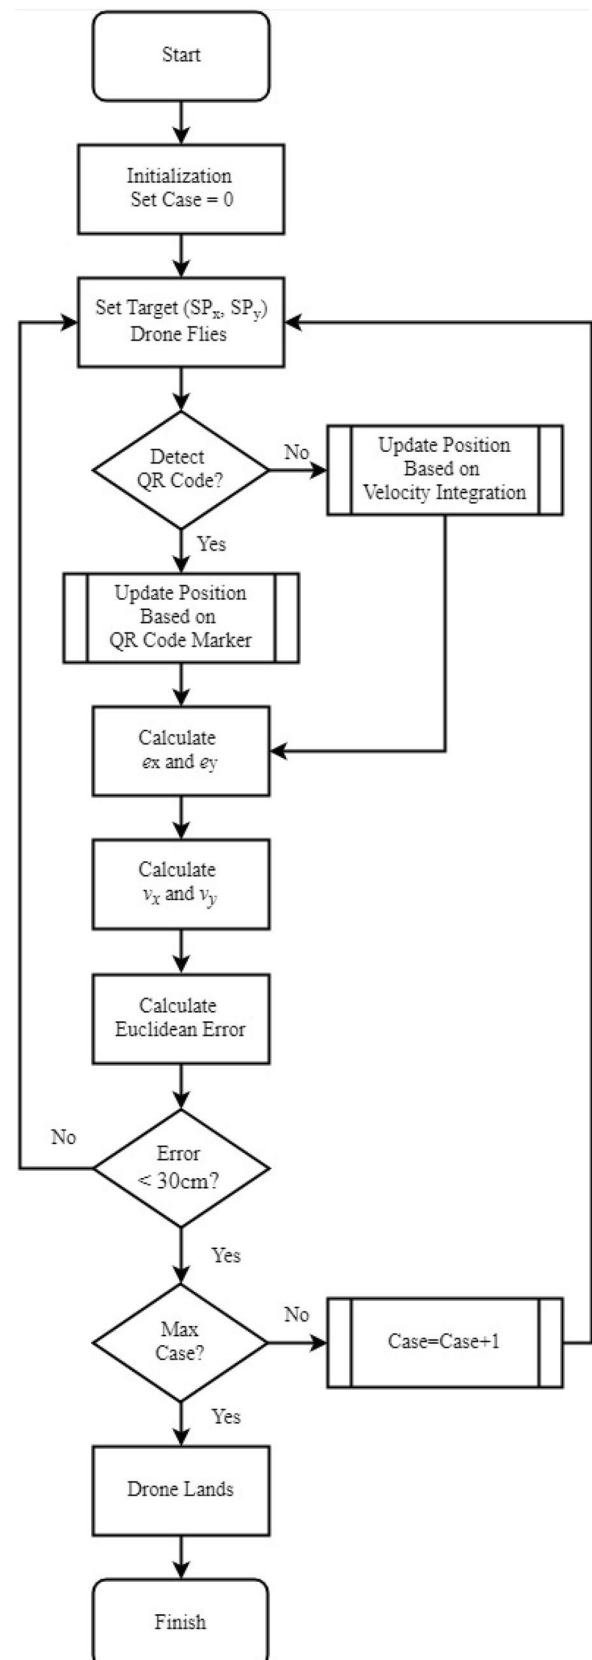 Start
Initialization
Set Case = 0
Set Target (SPx, SPy)
Drone Flies
Detect
QR Code?
No
Update Position
Based on
Velocity Integration
Yes
Update Position
Based on
QR Code Marker
Calculate
ex and ey
Calculate
vx and vy
Calculate
Euclidean Error
No
Error
< 30cm?
Yes
Max
Case?
No
Case=Case+1
Yes
Drone Lands
Finish